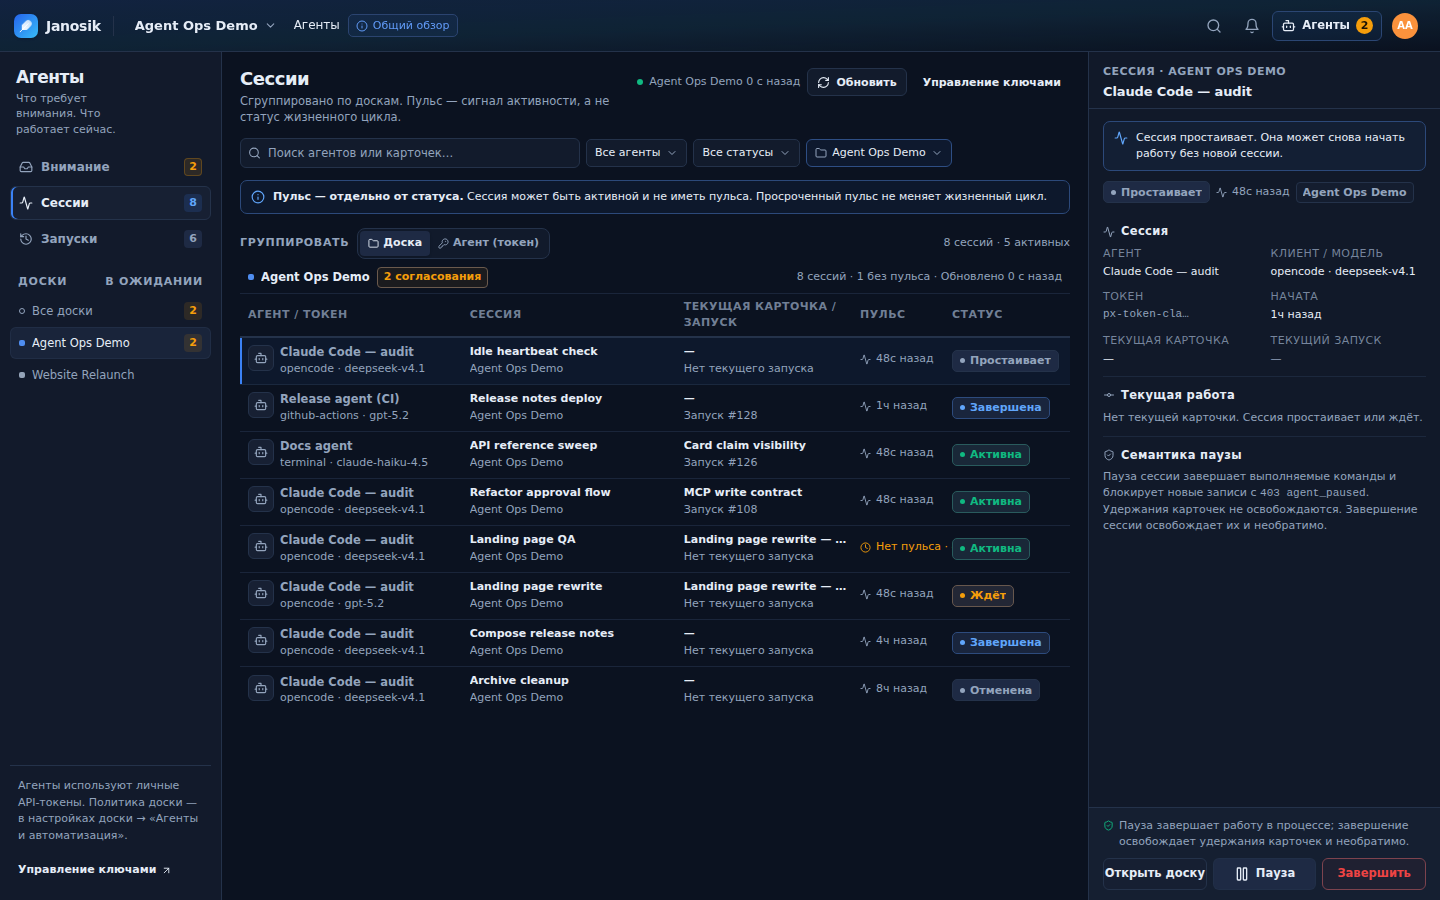 Janosik
Agent Ops Demo
Агенты
Общий обзор
Агенты 2
AA
Агенты
Что требует
внимания. Что
работает сейчас.
Внимание 2
Сессии 8
Запуски 6
ДОСКИ В ОЖИДАНИИ
Все доски 2
Agent Ops Demo 2
Website Relaunch
Агенты используют личные
API-токены. Политика доски —
в настройках доски → «Агенты
и автоматизация».
Управление ключами
Сессии
Сгруппировано по доскам. Пульс — сигнал активности, а не
статус жизненного цикла.
Agent Ops Demo 0 с назад
Обновить
Управление ключами
Поиск агентов или карточек…
Все агенты
Все статусы
Agent Ops Demo
Пульс — отдельно от статуса. Сессия может быть активной и не иметь пульса. Просроченный пульс не меняет жизненный цикл.
ГРУППИРОВАТЬ Доска Агент (токен) 8 сессий · 5 активных
Agent Ops Demo 2 согласования 8 сессий · 1 без пульса · Обновлено 0 с назад
АГЕНТ / ТОКЕН СЕССИЯ ТЕКУЩАЯ КАРТОЧКА / ЗАПУСК ПУЛЬС СТАТУС
Claude Code — audit Idle heartbeat check — 48с назад Простаивает
opencode · deepseek-v4.1 Agent Ops Demo Нет текущего запуска
Release agent (CI) Release notes deploy — 1ч назад Завершена
github-actions · gpt-5.2 Agent Ops Demo Запуск #128
Docs agent API reference sweep Card claim visibility 48с назад Активна
terminal · claude-haiku-4.5 Agent Ops Demo Запуск #126
Claude Code — audit Refactor approval flow MCP write contract 48с назад Активна
opencode · deepseek-v4.1 Agent Ops Demo Запуск #108
Claude Code — audit Landing page QA Landing page rewrite — … Нет пульса · Активна
opencode · deepseek-v4.1 Agent Ops Demo Нет текущего запуска
Claude Code — audit Landing page rewrite Landing page rewrite — … 48с назад Ждёт
opencode · gpt-5.2 Agent Ops Demo Нет текущего запуска
Claude Code — audit Compose release notes — 4ч назад Завершена
opencode · deepseek-v4.1 Agent Ops Demo Нет текущего запуска
Claude Code — audit Archive cleanup — 8ч назад Отменена
opencode · deepseek-v4.1 Agent Ops Demo Нет текущего запуска
СЕССИЯ · AGENT OPS DEMO
Claude Code — audit
Сессия простаивает. Она может снова начать
работу без новой сессии.
Простаивает 48с назад Agent Ops Demo
Сессия
АГЕНТ КЛИЕНТ / МОДЕЛЬ
Claude Code — audit opencode · deepseek-v4.1
ТОКЕН НАЧАТА
px-token-cla… 1ч назад
ТЕКУЩАЯ КАРТОЧКА ТЕКУЩИЙ ЗАПУСК
— —
Текущая работа
Нет текущей карточки. Сессия простаивает или ждёт.
Семантика паузы
Пауза сессии завершает выполняемые команды и
блокирует новые записи с 403 agent_paused.
Удержания карточек не освобождаются. Завершение
сессии освобождает их и необратимо.
Пауза завершает работу в процессе; завершение
освобождает удержания карточек и необратимо.
Открыть доску Пауза Завершить